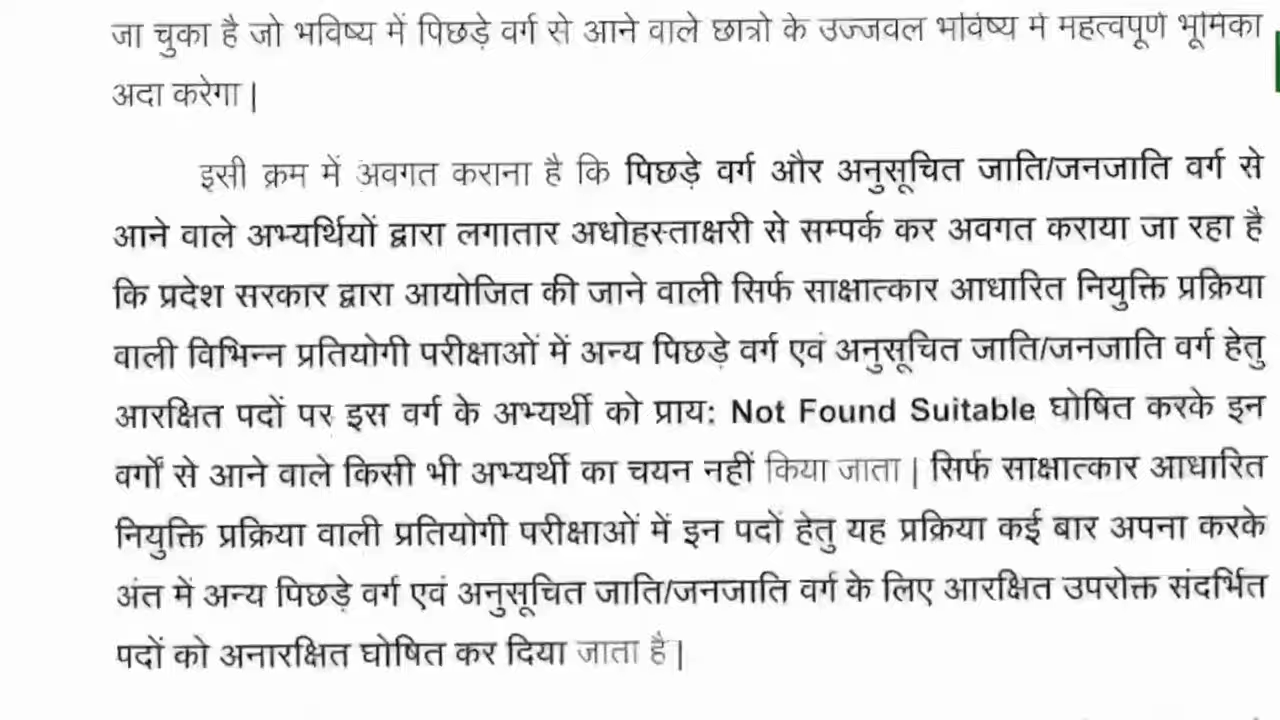 जा चुका है जो भविष्य में पिछड़े वर्ग से आने वाले छात्रो के उज्जवल भविष्य में महत्वपूर्ण भूमिका
अदा करेगा |
इसी क्रम में अवगत कराना है कि पिछड़े वर्ग और अनुसूचित जाति/जनजाति वर्ग से
आने वाले अभ्यर्थियों द्वारा लगातार अधोहस्ताक्षरी से सम्पर्क कर अवगत कराया जा रहा है
कि प्रदेश सरकार द्वारा आयोजित की जाने वाली सिर्फ साक्षात्कार आधारित नियुक्ति प्रक्रिया
वाली विभिन्न प्रतियोगी परीक्षाओं में अन्य पिछड़े वर्ग एवं अनुसूचित जाति/जनजाति वर्ग हेतु
आरक्षित पदों पर इस वर्ग के अभ्यर्थी को प्राय: Not Found Suitable घोषित करके इन
वर्गों से आने वाले किसी भी अभ्यर्थी का चयन नहीं किया जाता | सिर्फ साक्षात्कार आधारित
नियुक्ति प्रक्रिया वाली प्रतियोगी परीक्षाओं में इन पदों हेतु यह प्रक्रिया कई बार अपना करके
अंत में अन्य पिछड़े वर्ग एवं अनुसूचित जाति/जनजाति वर्ग के लिए आरक्षित उपरोक्त संदर्भित
पदों को अनारक्षित घोषित कर दिया जाता है |